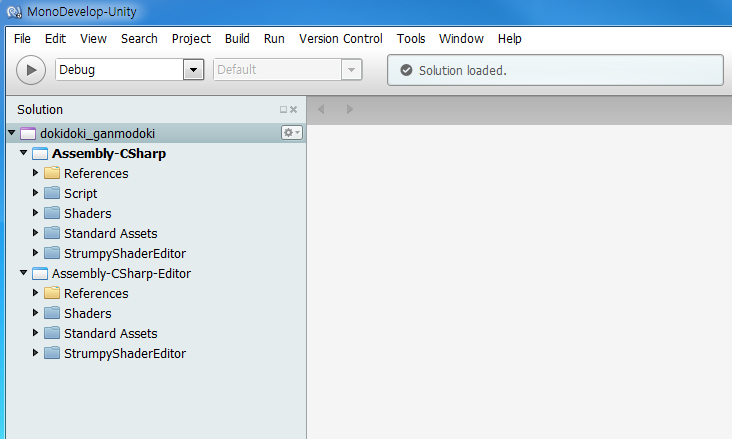 MonoDevelop-Unity
File Edit View Search Project Build Run Version Control Tools Window Help
Debug Default Solution loaded.
Solution
dokidoki_ganmodoki
Assembly-CSharp
References
Script
Shaders
Standard Assets
StrumpyShaderEditor
Assembly-CSharp-Editor
References
Shaders
Standard Assets
StrumpyShaderEditor